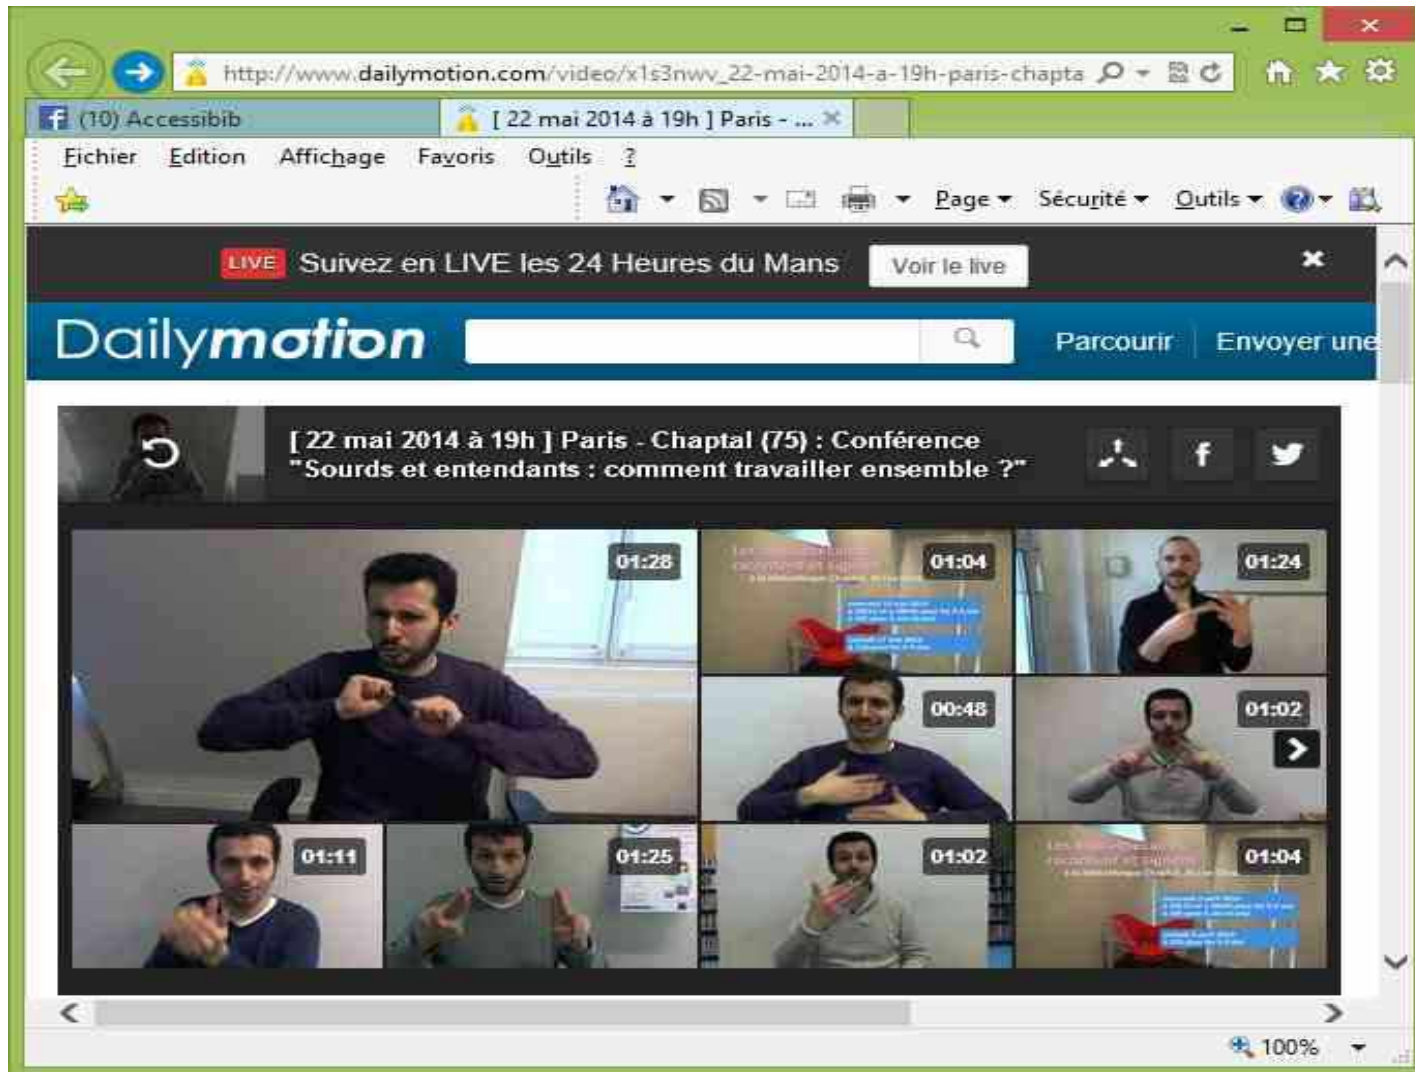 http://www.dailymotion.com/video/x1s3nwv_22-mai-2014-a-19h-paris-chapta
(10) Accessibib
[ 22 mai 2014 à 19h ] Paris - ...
Fichier Edition Affichage Favoris Outils ?
Page Sécurité Outils
LIVE Suivez en LIVE les 24 Heures du Mans Voir le live
Dailymotion Parcourir Envoyer une
[ 22 mai 2014 à 19h ] Paris - Chaptal (75) : Conférence
"Sourds et entendants : comment travailler ensemble ?"
01:28 01:04 01:24
00:48 01:02
01:11 01:25 01:02 01:04
100%